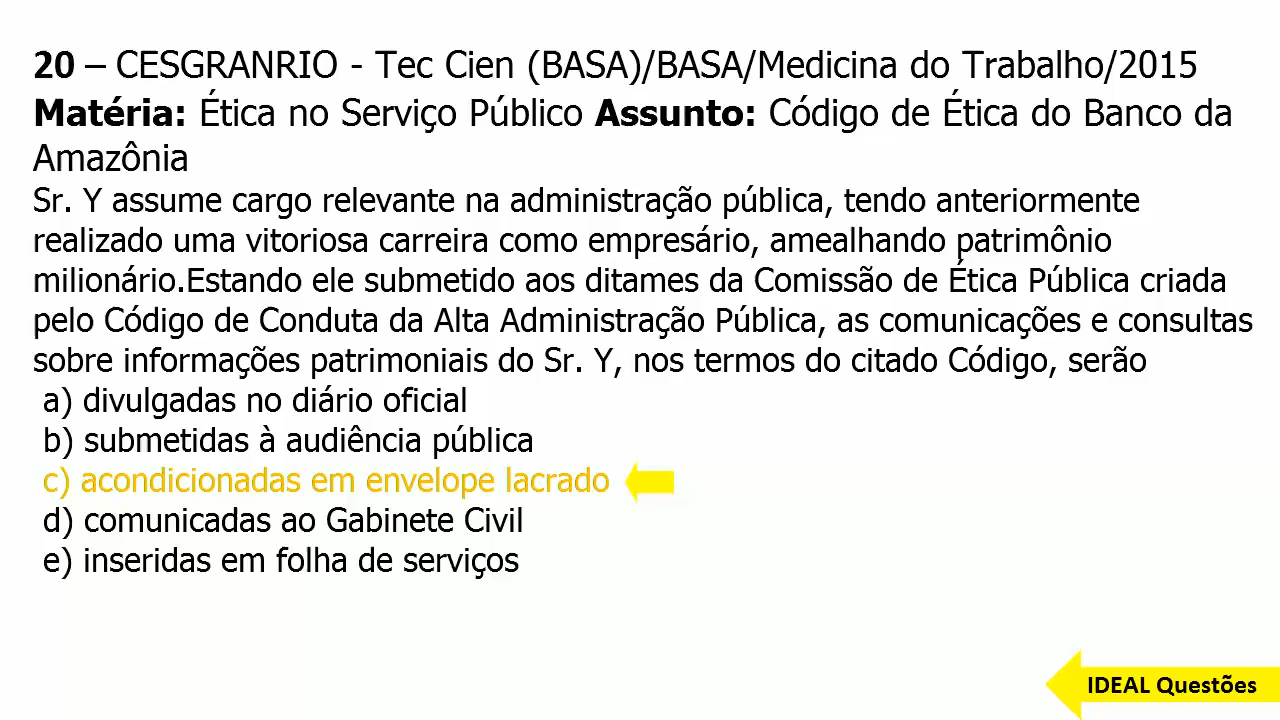 20 – CESGRANRIO - Tec Cien (BASA)/BASA/Medicina do Trabalho/2015
Matéria: Ética no Serviço Público Assunto: Código de Ética do Banco da
Amazônia
Sr. Y assume cargo relevante na administração pública, tendo anteriormente
realizado uma vitoriosa carreira como empresário, amealhando patrimônio
milionário.Estando ele submetido aos ditames da Comissão de Ética Pública criada
pelo Código de Conduta da Alta Administração Pública, as comunicações e consultas
sobre informações patrimoniais do Sr. Y, nos termos do citado Código, serão
a) divulgadas no diário oficial
b) submetidas à audiência pública
c) acondicionadas em envelope lacrado
d) comunicadas ao Gabinete Civil
e) inseridas em folha de serviços
IDEAL Questões